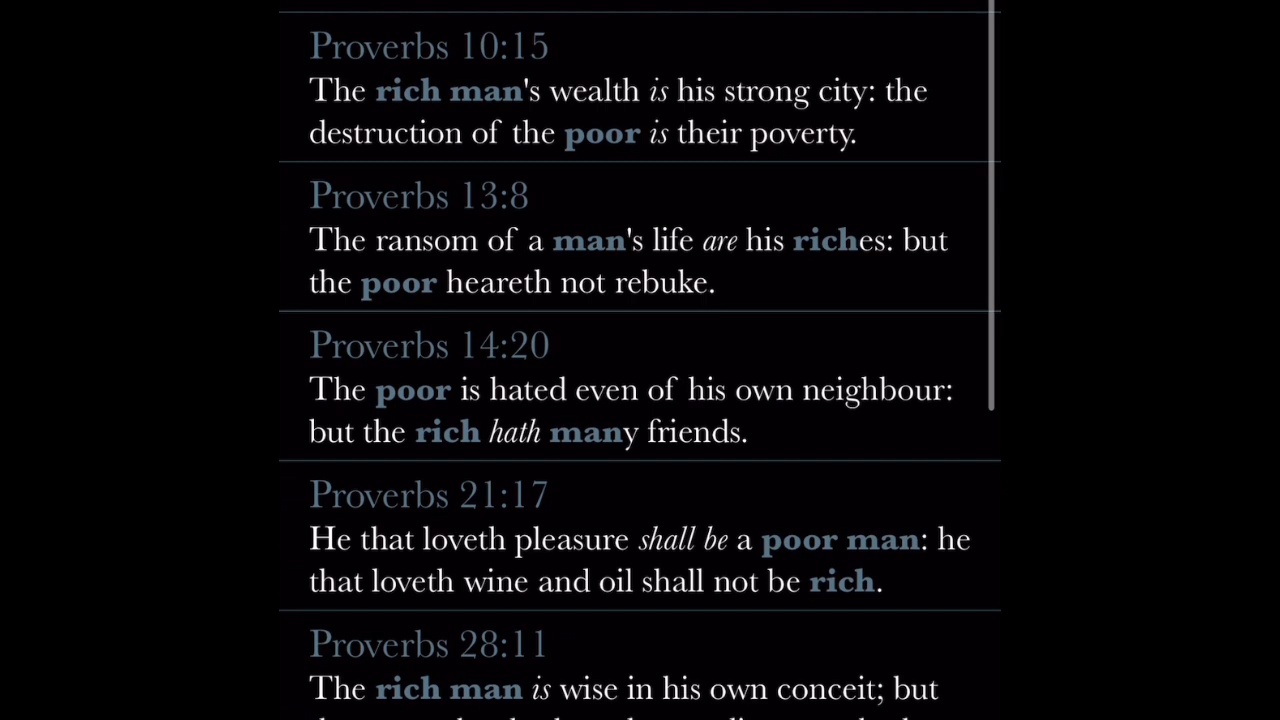 Proverbs 10:15
The rich man's wealth is his strong city: the
destruction of the poor is their poverty.
Proverbs 13:8
The ransom of a man's life are his riches: but
the poor heareth not rebuke.
Proverbs 14:20
The poor is hated even of his own neighbour:
but the rich hath many friends.
Proverbs 21:17
He that loveth pleasure shall be a poor man: he
that loveth wine and oil shall not be rich.
Proverbs 28:11
The rich man is wise in his own conceit; but